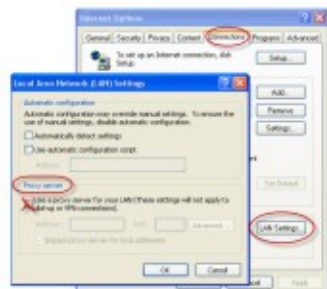 Internet Options
General Security Privacy Content Connections Programs Advanced
To set up an Internet connection, click
Setup.
Setup...
Add...
Remove
Settings...
Set Default
LAN Settings
Local Area Network (LAN) Settings
Automatic configuration
Automatic configuration may override manual settings. To ensure the
use of manual settings, disable automatic configuration.
Automatically detect settings
Use automatic configuration script
Address
Proxy server
Use a proxy server for your LAN (These settings will not apply to
dial-up or VPN connections).
Address: Port: Advanced...
Bypass proxy server for local addresses
OK Cancel
Apply